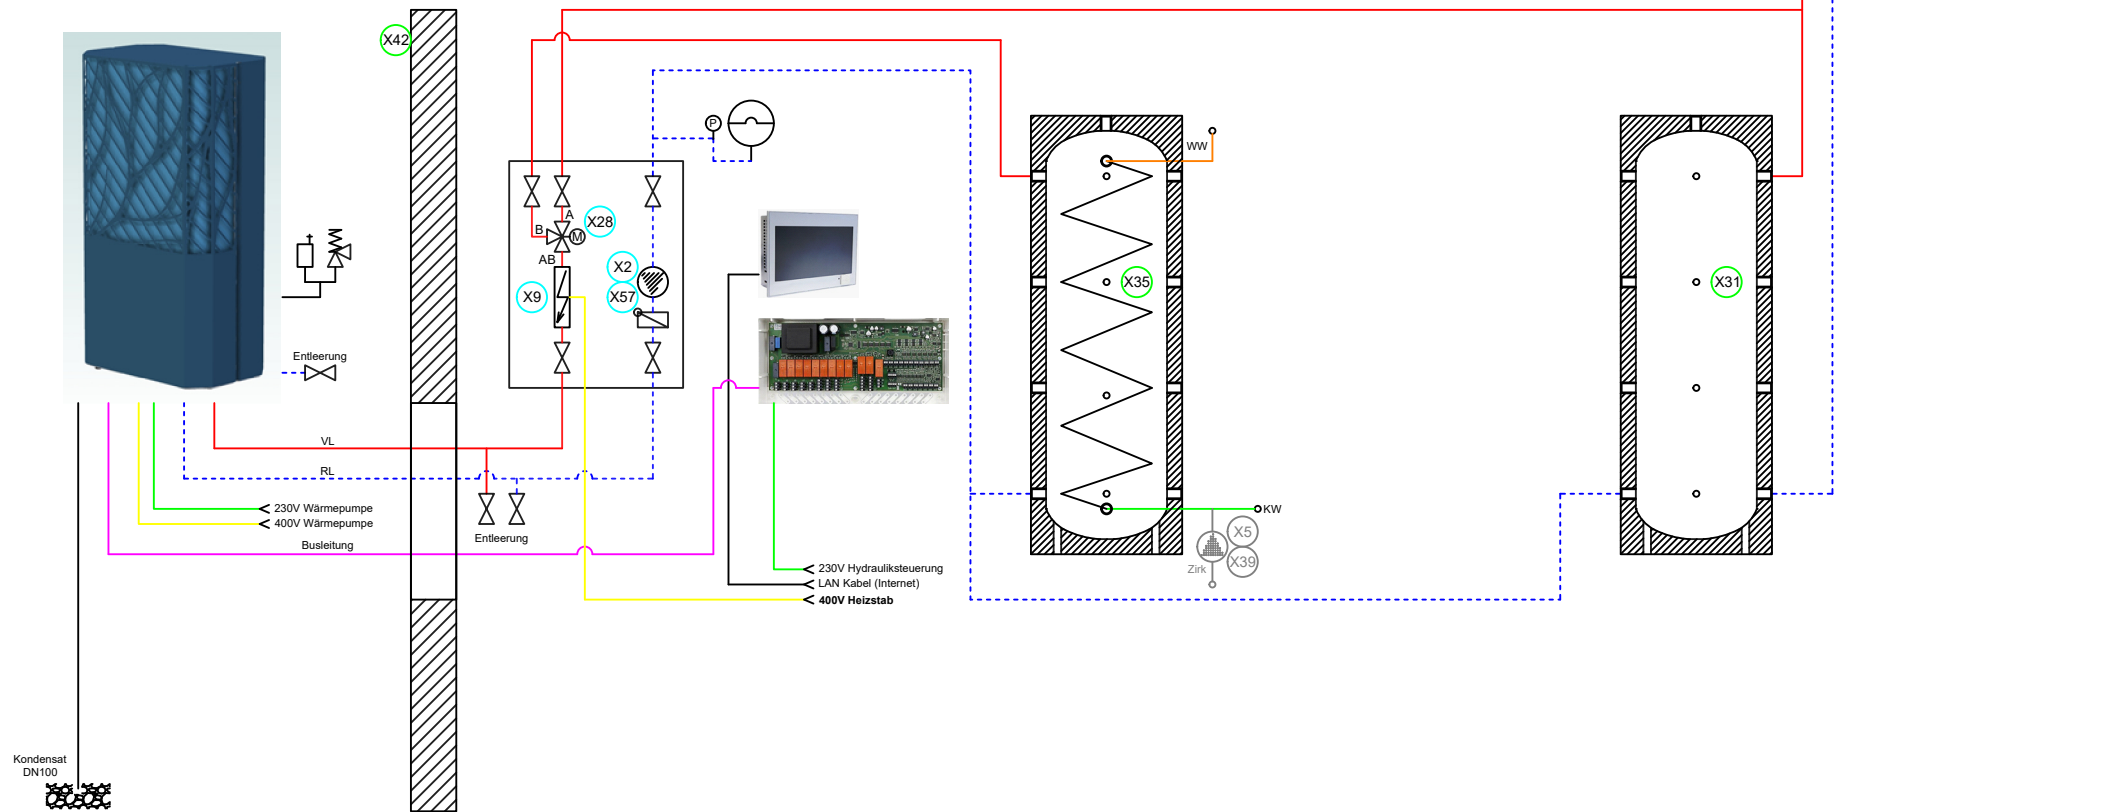 X42
P
WW
A
X28
B
M
AB
X2
X9
X57
X35
X31
Entleerung
VL
RL
230V Wärmepumpe
400V Wärmepumpe
Busleitung
Entleerung
KW
X5
X39
Zirk
230V Hydrauliksteuerung
LAN Kabel (Internet)
400V Heizstab
Kondensat
DN100